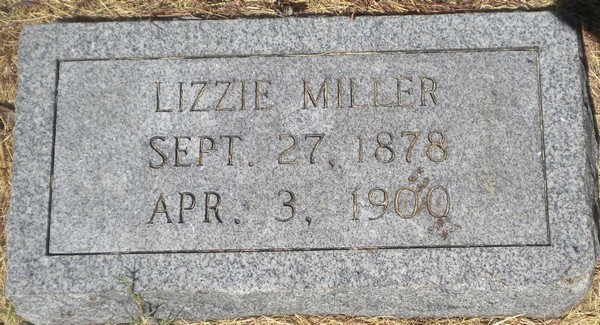 LIZZIE MILLER
SEPT. 27, 1878
APR. 3, 1900